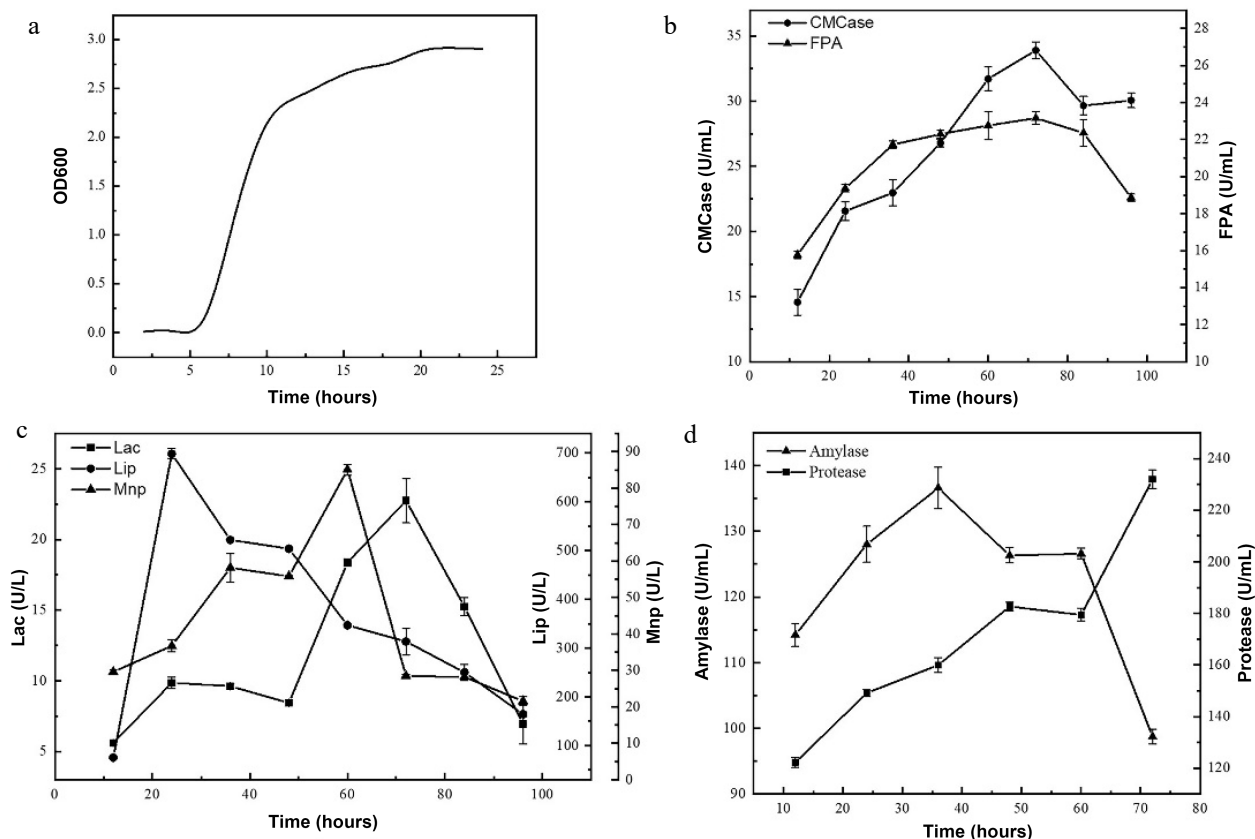 a
3.0
2.5
2.0
1.5
1.0
0.5
0.0
OD600
0 5 10 15 20 25
Time (hours)
b
CMCase
FPA
35
30
25
20
15
10
CMCase (U/mL)
28
26
24
22
20
18
16
14
12
10
FPA (U/mL)
0 20 40 60 80 100
Time (hours)
c
Lac
Lip
Mnp
25
20
15
10
5
Lac (U/L)
700
600
500
400
300
200
100
Lip (U/L)
90
80
70
60
50
40
30
20
10
0
Mnp (U/L)
0 20 40 60 80 100
Time (hours)
d
Amylase
Protease
140
130
120
110
100
90
Amylase (U/mL)
240
220
200
180
160
140
120
Protease (U/mL)
10 20 30 40 50 60 70 80
Time (hours)